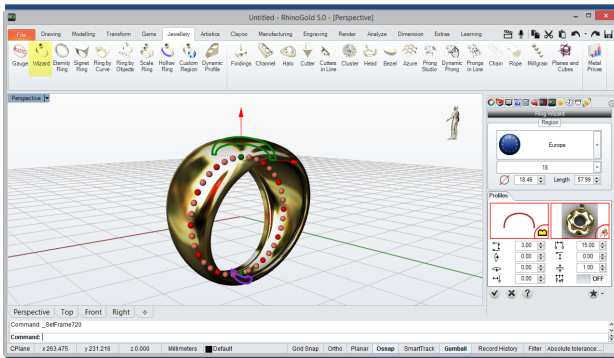 Untitled - RhinoGold 5.0 - [Perspective]
File Drawing Modelling Transform Gems Jewellery Artistics Clayoo Manufacturing Engraving Render Analyze Dimension Extras Learning
Gauge Wizard Eternity Ring Signet Ring Ring by Curve Ring by Objects Scale Ring Hollow Ring Custom Region Dynamic Profile Findings Channel Halo Cutter Cutters in Line Cluster Head Bezel Azure Prong Studio Dynamic Prong Prongs in Line Chain Rope Millgrain Planes and Cubes Metal Prices
Perspective
Ring Wizard
Region
Europe
18
18.46 Length 57.99
Profiles
3.00 15.00
0.00 0.00
0.00 1.00
0.00 OFF
Perspective Top Front Right
Command: _SetFrame720
Command:
CPlane x 263.475 y 231.216 z 0.000 Millimeters Default Grid Snap Ortho Planar Osnap SmartTrack Gumball Record History Filter Absolute tolerance:...